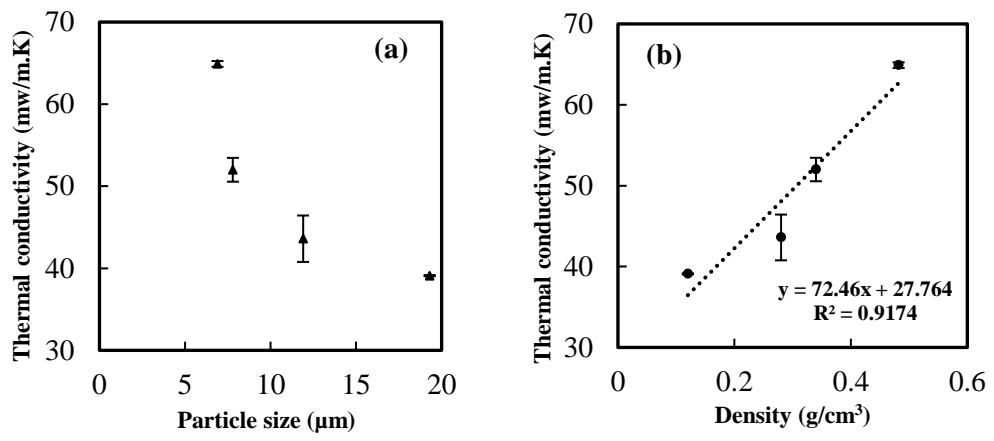 70
60
50
40
30
Thermal conductivity (mw/m.K)
(a)
0
5
10
15
20
Particle size (µm)
70
60
50
40
30
Thermal conductivity (mw/m.K)
(b)
y = 72.46x + 27.764
R² = 0.9174
0
0.2
0.4
0.6
Density (g/cm³)